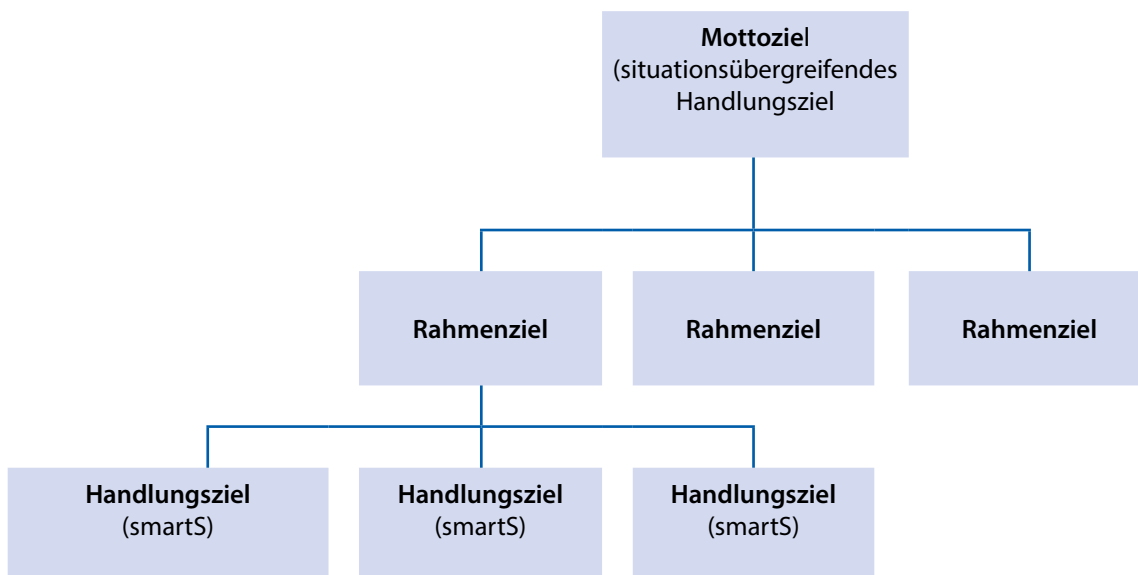 Mottoziel
(situationsübergreifendes
Handlungsziel
Rahmenziel
Rahmenziel
Rahmenziel
Handlungsziel
(smartS)
Handlungsziel
(smartS)
Handlungsziel
(smartS)